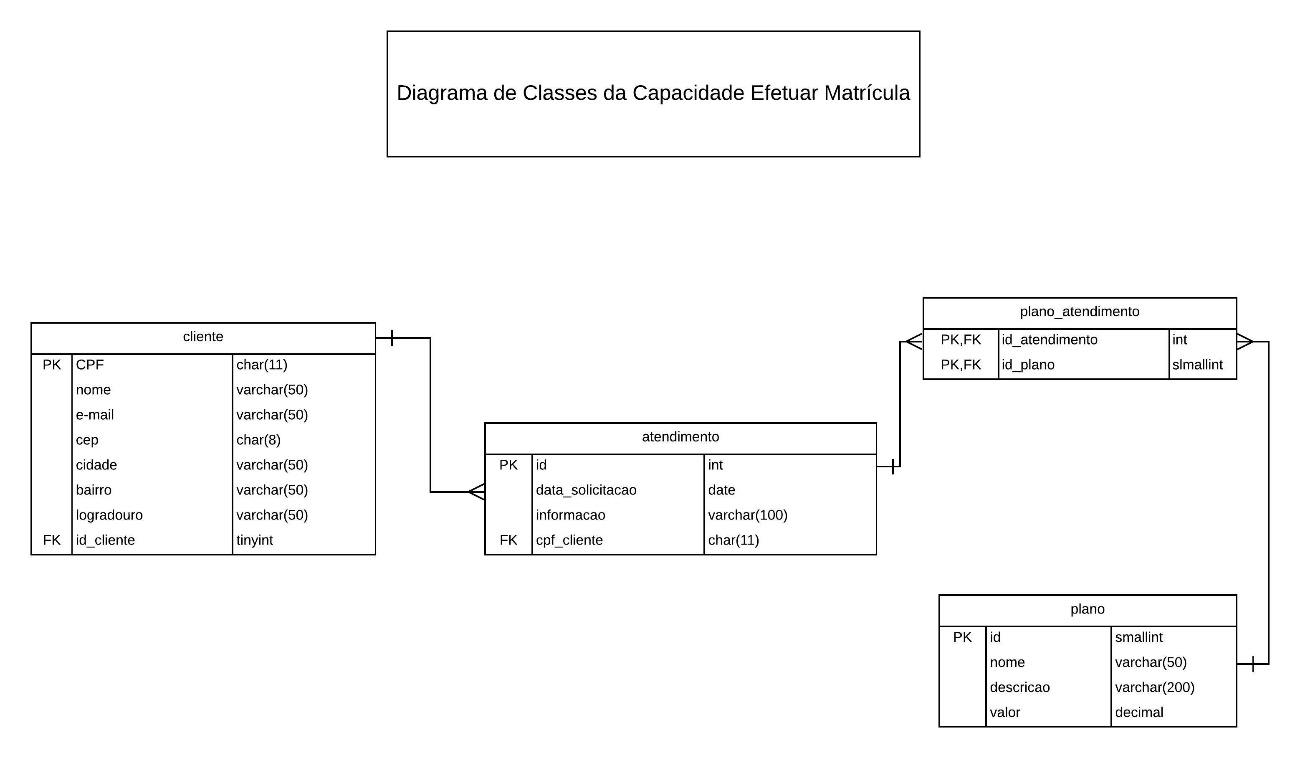 Diagrama de Classes da Capacidade Efetuar Matrícula
cliente
PK CPF char(11)
nome varchar(50)
e-mail varchar(50)
cep char(8)
cidade varchar(50)
bairro varchar(50)
logradouro varchar(50)
FK id_cliente tinyint
atendimento
PK id int
data_solicitacao date
informacao varchar(100)
FK cpf_cliente char(11)
plano_atendimento
PK,FK id_atendimento int
PK,FK id_plano slmallint
plano
PK id smallint
nome varchar(50)
descricao varchar(200)
valor decimal